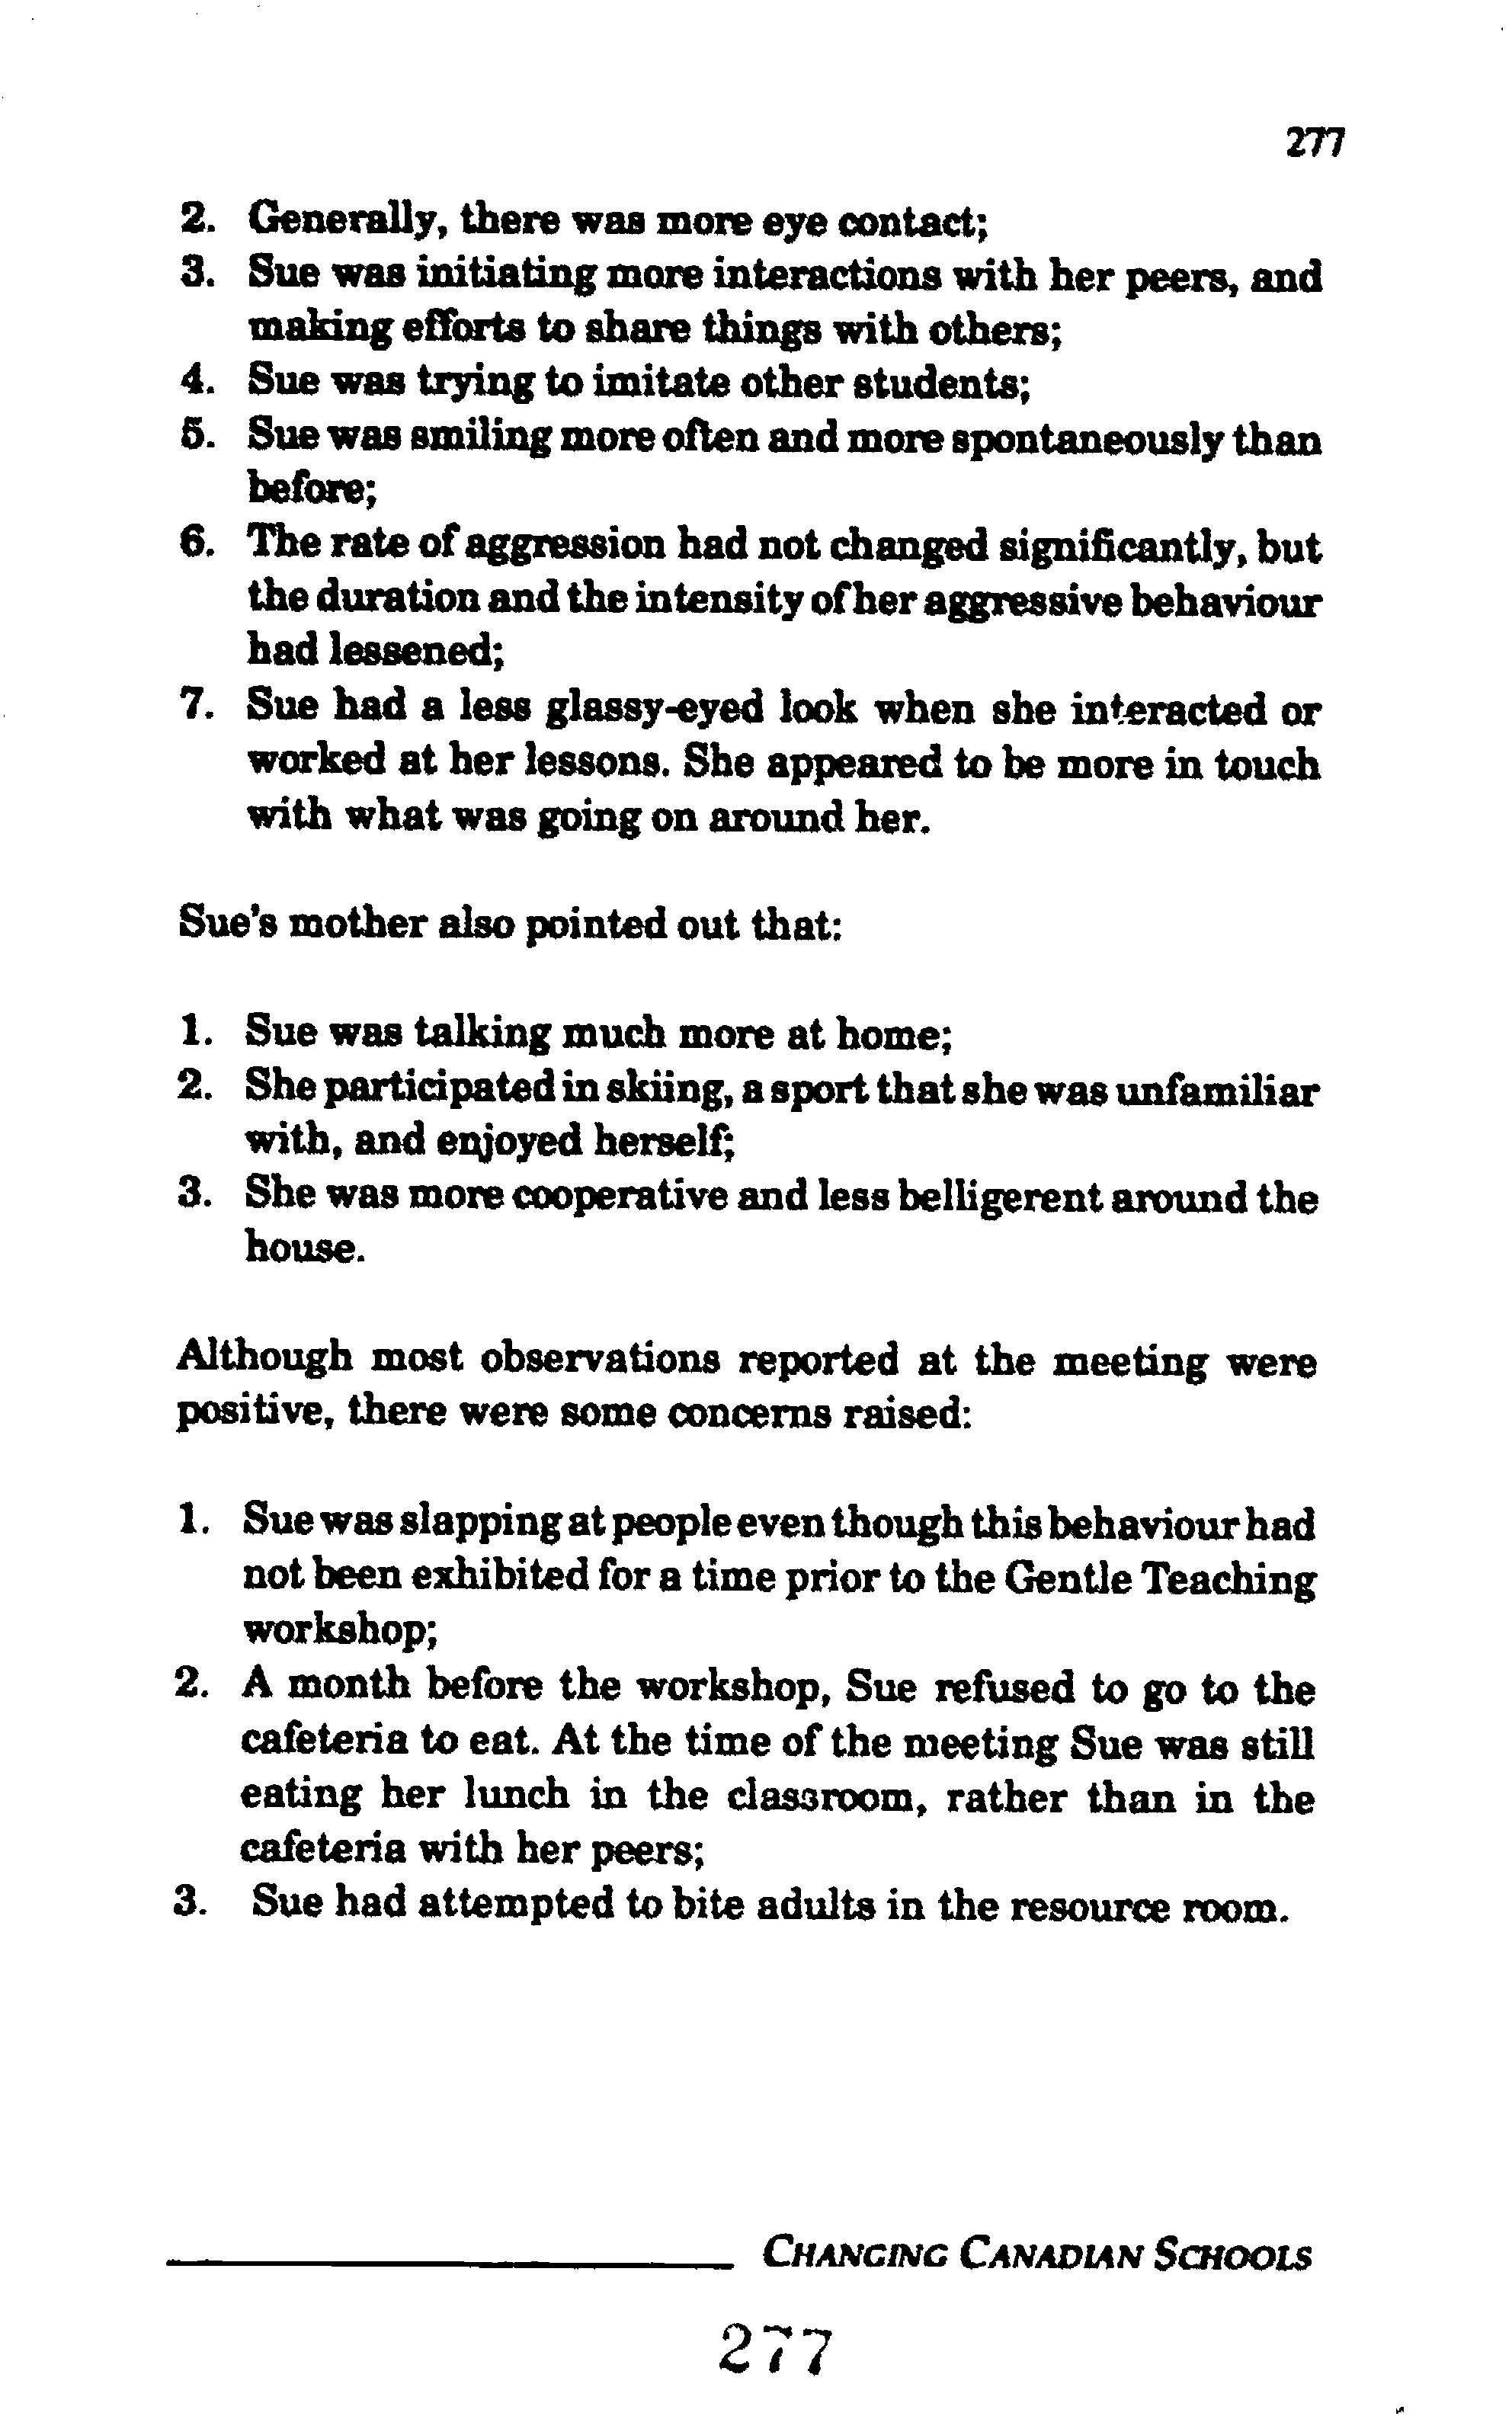 277
2. Generally, there was more eye contact;
3. Sue was initiating more interactions with her peers, and
making efforts to share things with others;
4. Sue was trying to imitate other students;
5. Sue was smiling more often and more spontaneously than
before;
6. The rate of aggression had not changed significantly, but
the duration and the intensity of her aggressive behaviour
had lessened;
7. Sue had a less glassy-eyed look when she interacted or
worked at her lessons. She appeared to be more in touch
with what was going on around her.
Sue's mother also pointed out that:
1. Sue was talking much more at home;
2. She participated in skiing, a sport that she was unfamiliar
with, and enjoyed herself;
3. She was more cooperative and less belligerent around the
house.
Although most observations reported at the meeting were
positive, there were some concerns raised:
1. Sue was slapping at people even though this behaviour had
not been exhibited for a time prior to the Gentle Teaching
workshop;
2. A month before the workshop, Sue refused to go to the
cafeteria to eat. At the time of the meeting Sue was still
eating her lunch in the classroom, rather than in the
cafeteria with her peers;
3. Sue had attempted to bite adults in the resource room.
CHANGING CANADIAN SCHOOLS
277